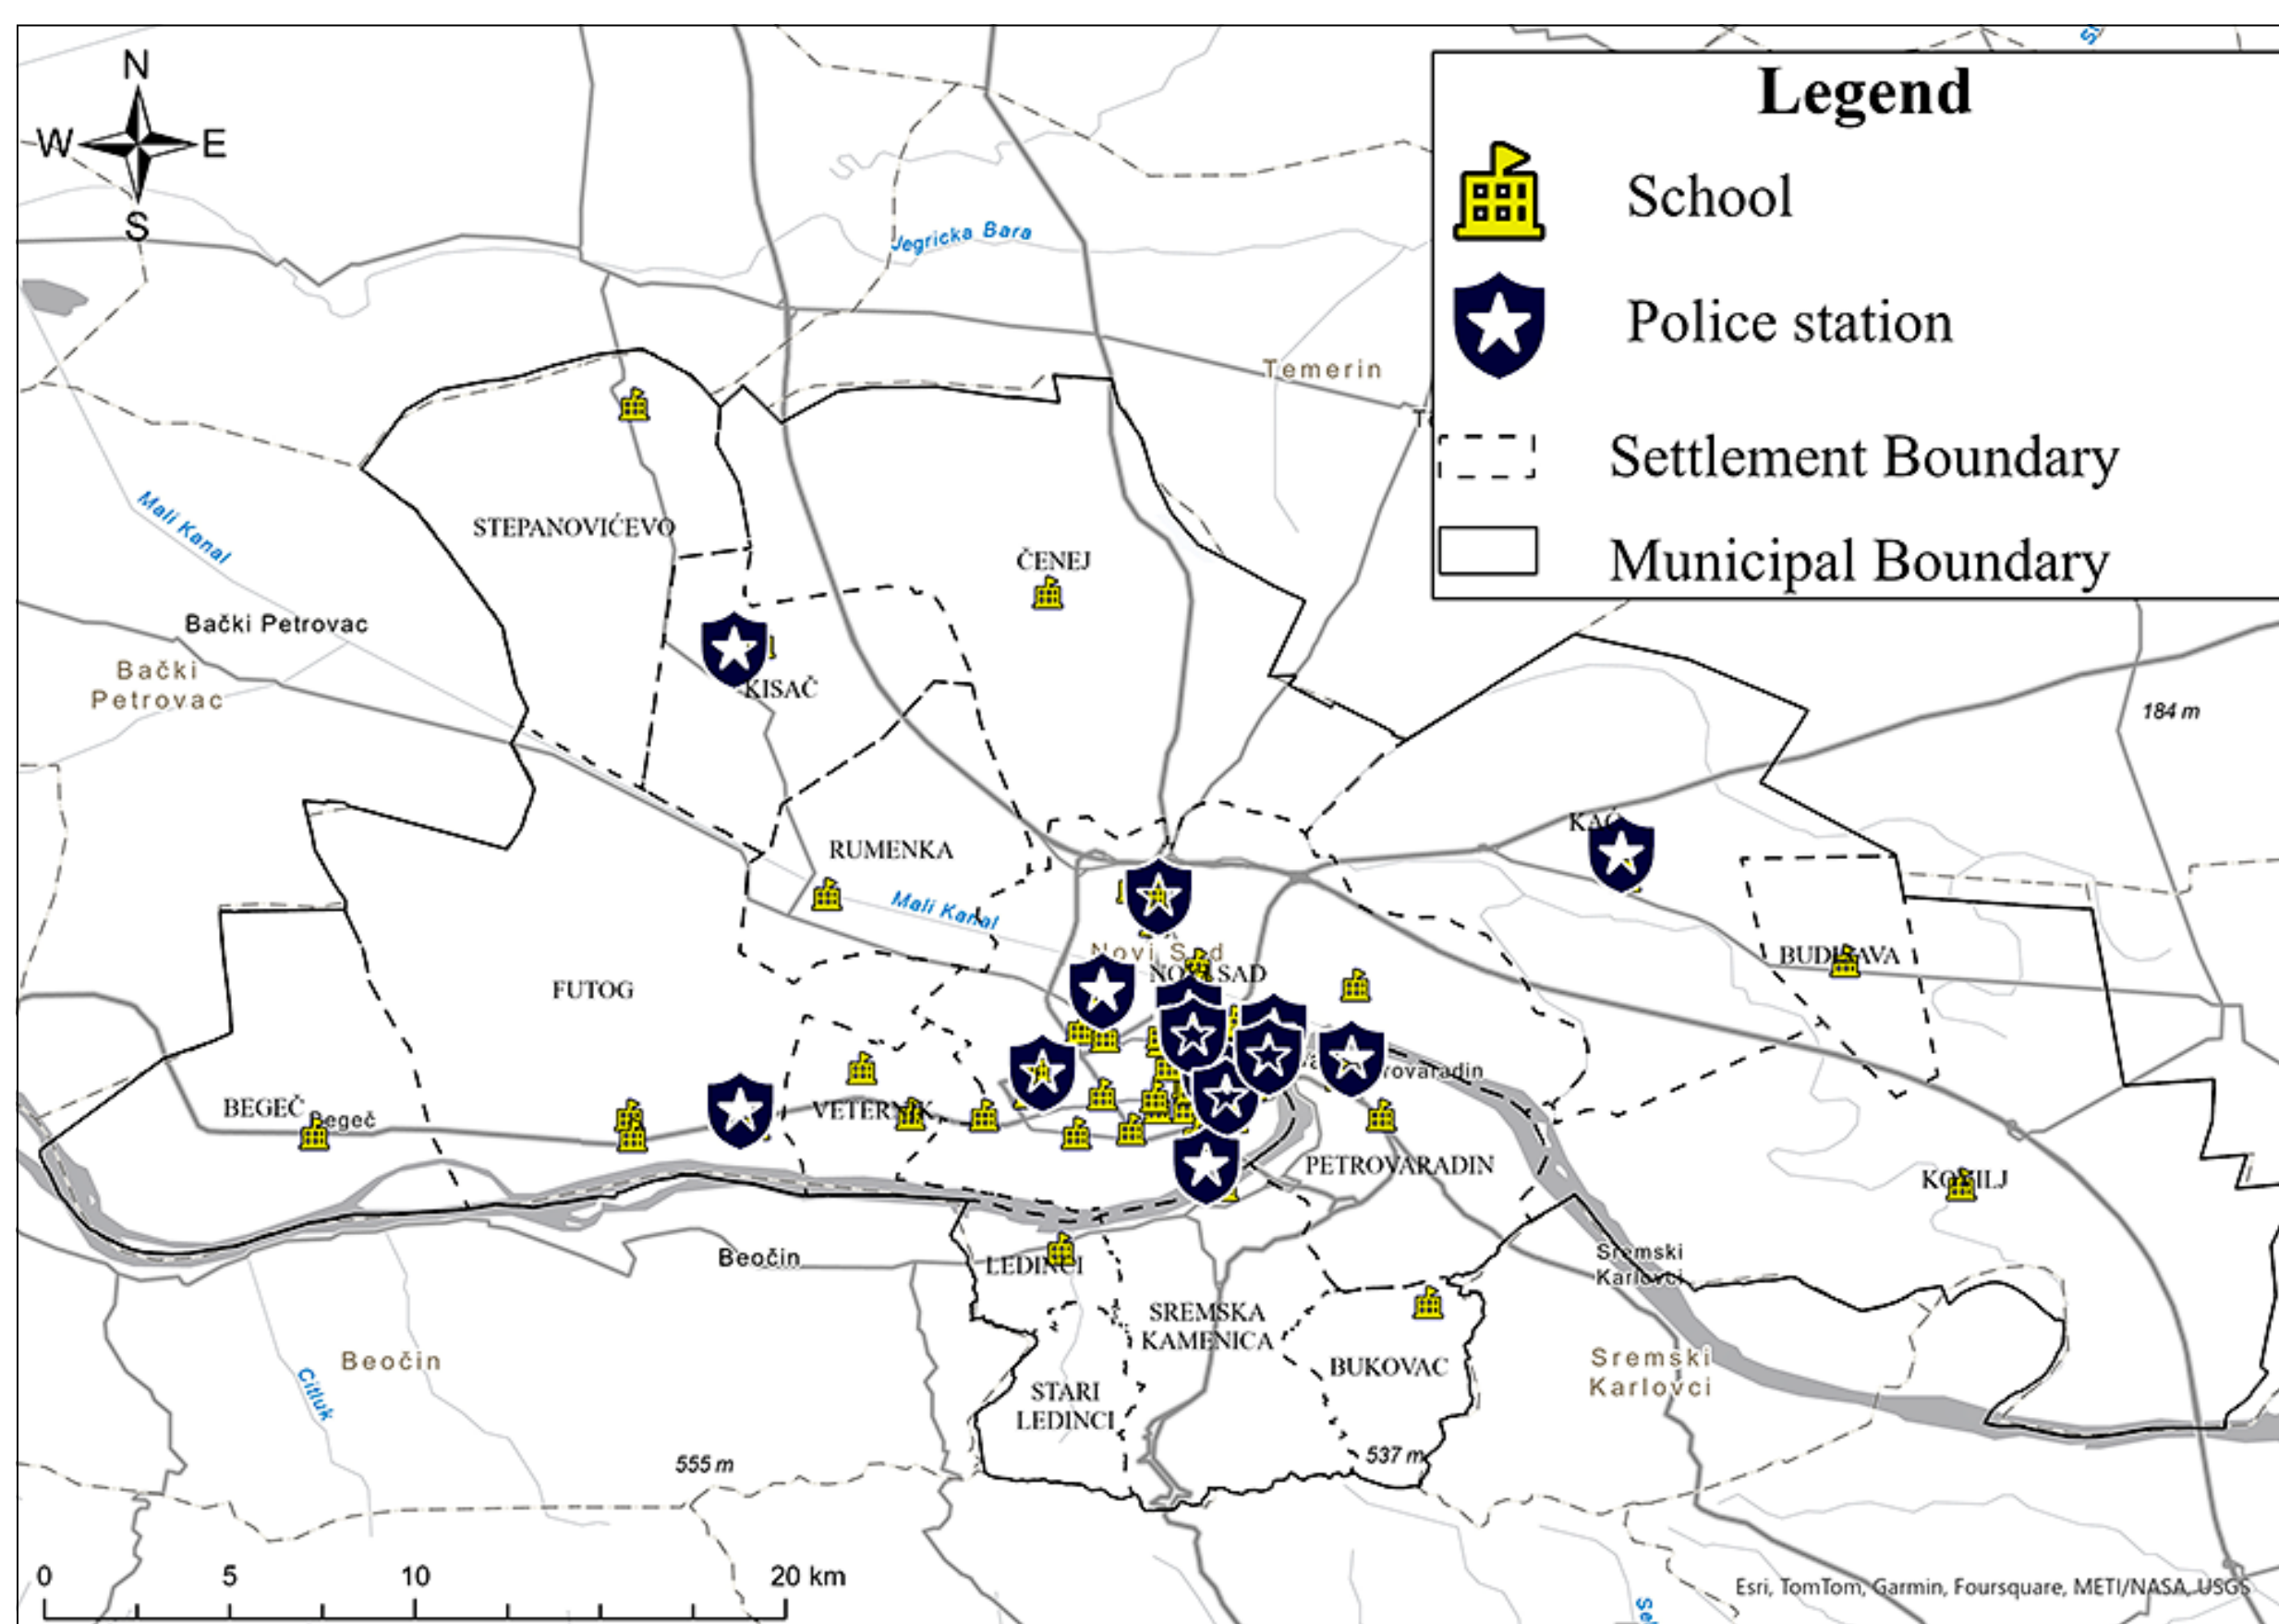 N
W E
S
Legend
School
Police station
Settlement Boundary
Municipal Boundary
Jegricka Bara
Temerin
Mali Kanal
STEPANOVIĆEVO
ČENEJ
Bački Petrovac
Bački
Petrovac
KISAČ
184 m
RUMENKA
Mali Kanal
Novi Sad
NOVI SAD
BUDISAVA
FUTOG
BEGEČ
Begeč
VETERNIK
PETROVARADIN
KOVILJ
Beočin
LEDINCI
Sremski
Karlovci
SREMSKA
KAMENICA
Beočin
Citluk
BUKOVAC
Sremski
Karlovci
STARI
LEDINCI
555 m
537 m
0 5 10 20 km
Esri, TomTom, Garmin, Foursquare, METI/NASA, USGS